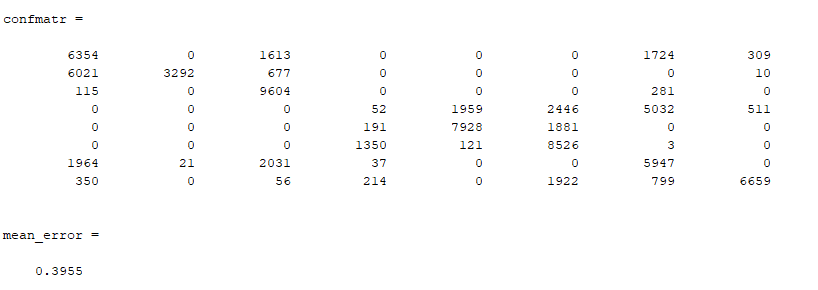 confmatr =
6354 0 1613 0 0 0 1724 309
6021 3292 677 0 0 0 0 10
115 0 9604 0 0 0 281 0
0 0 0 52 1959 2446 5032 511
0 0 0 191 7928 1881 0 0
0 0 0 1350 121 8526 3 0
1964 21 2031 37 0 0 5947 0
350 0 56 214 0 1922 799 6659
mean_error =
0.3955